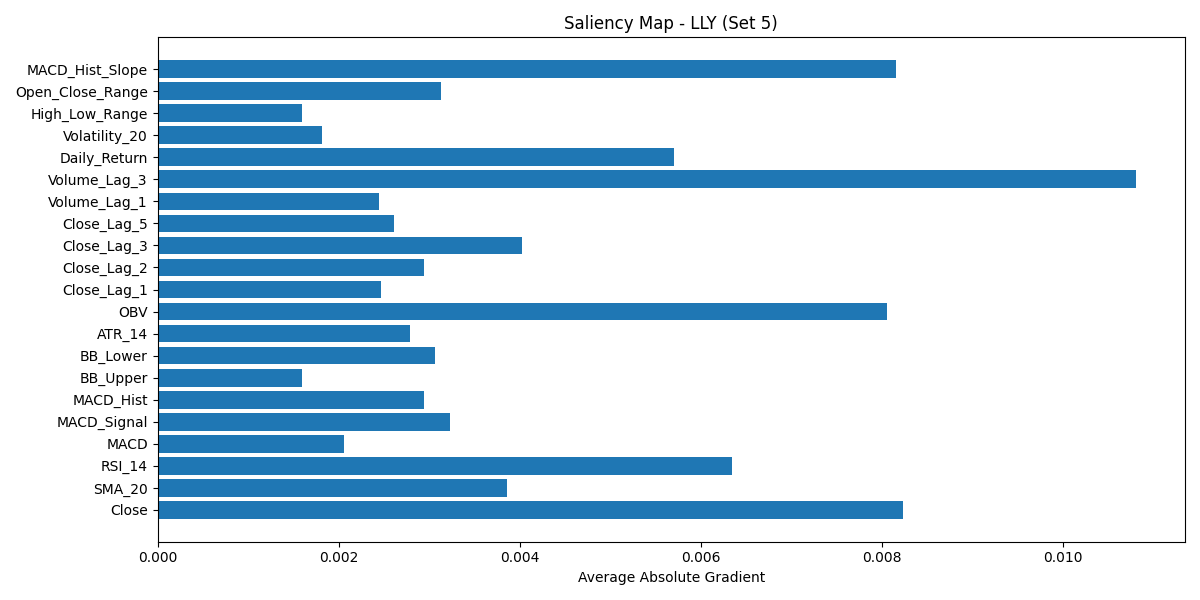 Saliency Map - LLY (Set 5)
MACD_Hist_Slope
Open_Close_Range
High_Low_Range
Volatility_20
Daily_Return
Volume_Lag_3
Volume_Lag_1
Close_Lag_5
Close_Lag_3
Close_Lag_2
Close_Lag_1
OBV
ATR_14
BB_Lower
BB_Upper
MACD_Hist
MACD_Signal
MACD
RSI_14
SMA_20
Close
0.000 0.002 0.004 0.006 0.008 0.010
Average Absolute Gradient